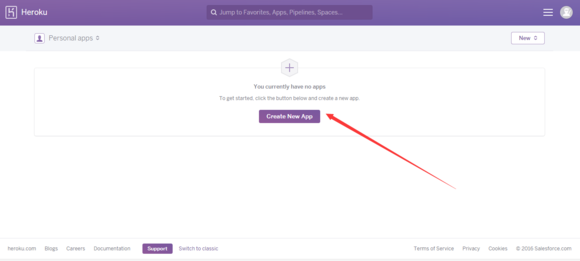 Heroku
Jump to Favorites, Apps, Pipelines, Spaces...
Personal apps
New
You currently have no apps
To get started, click the button below and create a new app.
Create New App
heroku.com Blogs Careers Documentation Support Switch to classic
Terms of Service Privacy Cookies © 2016 Salesforce.com